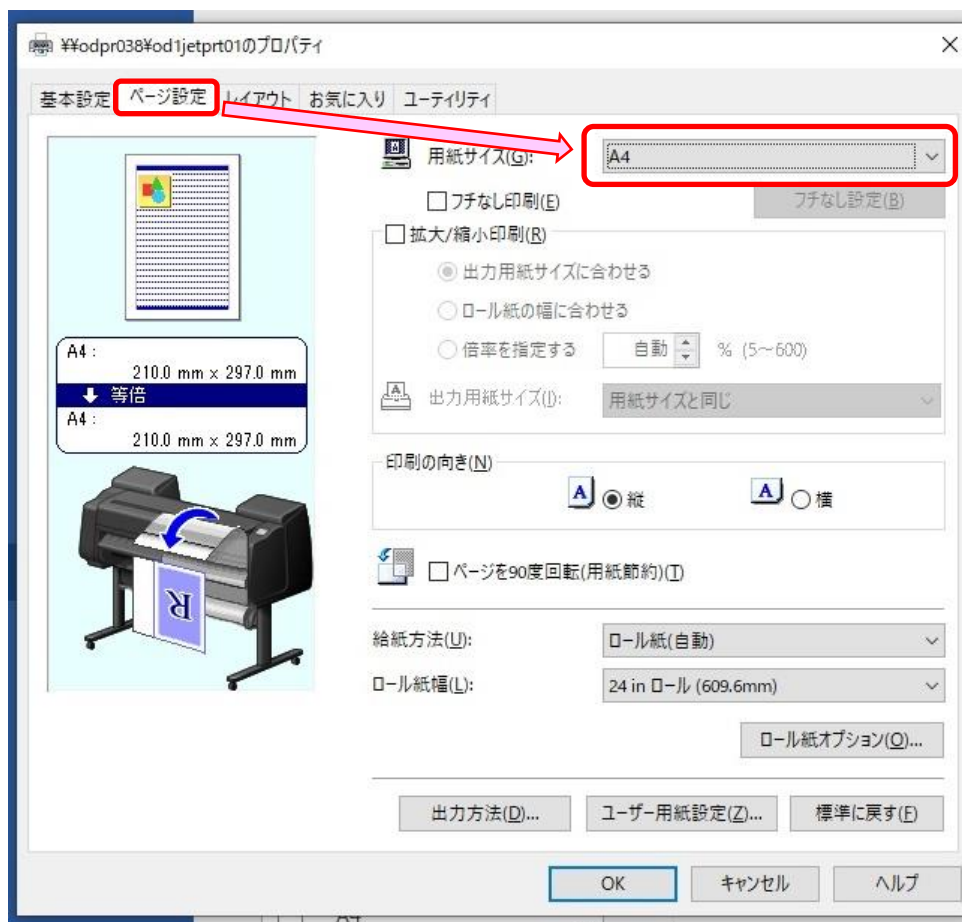 ¥¥odpr038¥od1jetprt01のプロパティ
基本設定 ページ設定 レイアウト お気に入り ユーティリティ
用紙サイズ(G): A4
フチなし印刷(E) フチなし設定(B)
拡大/縮小印刷(R)
出力用紙サイズに合わせる
ロール紙の幅に合わせる
倍率を指定する 自動 % (5～600)
出力用紙サイズ(I): 用紙サイズと同じ
A4 :
210.0 mm × 297.0 mm
等倍
A4 :
210.0 mm × 297.0 mm
印刷の向き(N)
A 縦 A 横
R
ページを90度回転(用紙節約)(T)
給紙方法(U): ロール紙(自動)
ロール紙幅(L): 24 in ロール (609.6mm)
ロール紙オプション(O)...
出力方法(D)... ユーザー用紙設定(Z)... 標準に戻す(F)
OK キャンセル ヘルプ